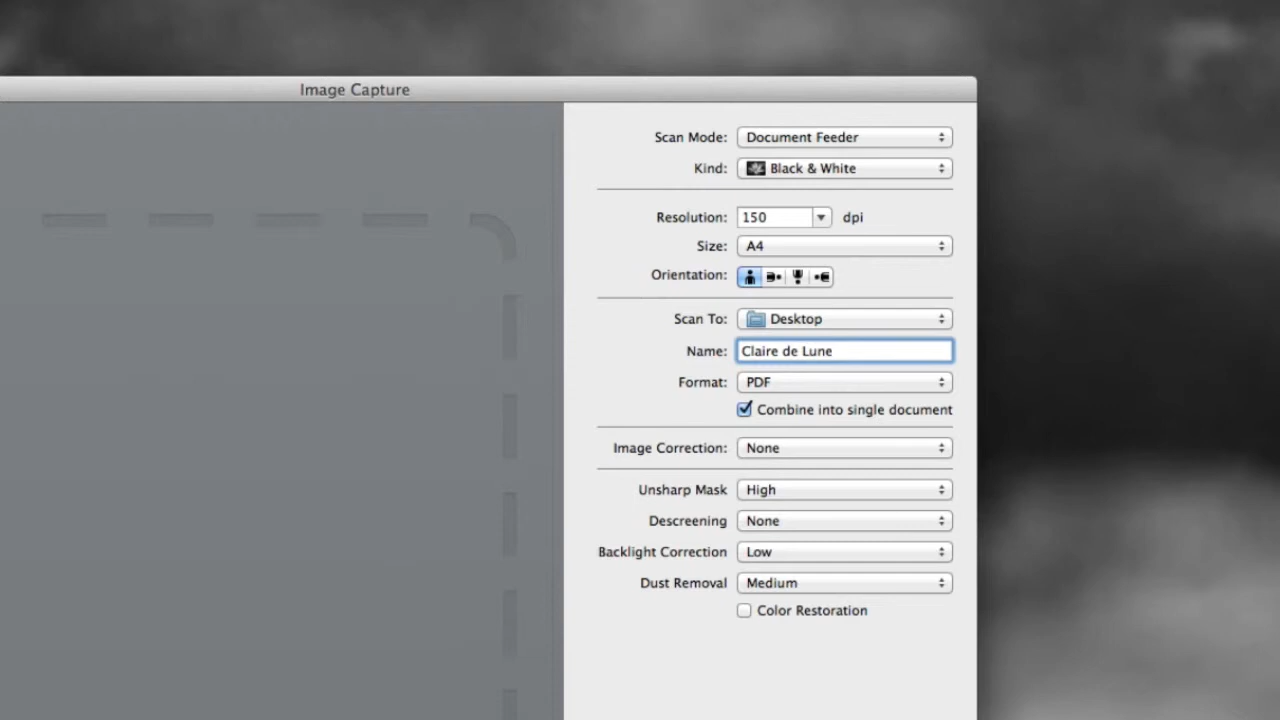 Image Capture
Scan Mode: Document Feeder
Kind: Black & White
Resolution: 150 dpi
Size: A4
Orientation:
Scan To: Desktop
Name: Claire de Lune
Format: PDF
Combine into single document
Image Correction: None
Unsharp Mask High
Descreening None
Backlight Correction Low
Dust Removal Medium
Color Restoration